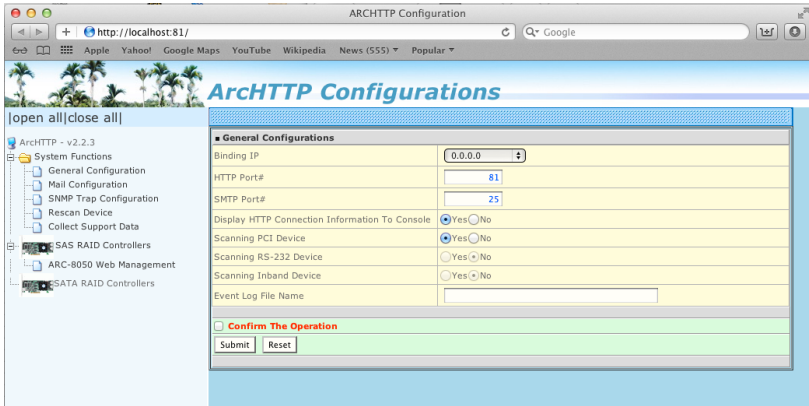 ARCHTTP Configuration
http://localhost:81/
Google
Apple Yahoo! Google Maps YouTube Wikipedia News (555) Popular
ArcHTTP Configurations
|open all|close all|
ArcHTTP - v2.2.3
System Functions
General Configuration
Mail Configuration
SNMP Trap Configuration
Rescan Device
Collect Support Data
SAS RAID Controllers
ARC-8050 Web Management
SATA RAID Controllers
General Configurations
Binding IP 0.0.0.0
HTTP Port# 81
SMTP Port# 25
Display HTTP Connection Information To Console Yes No
Scanning PCI Device Yes No
Scanning RS-232 Device Yes No
Scanning Inband Device Yes No
Event Log File Name
Confirm The Operation
Submit Reset